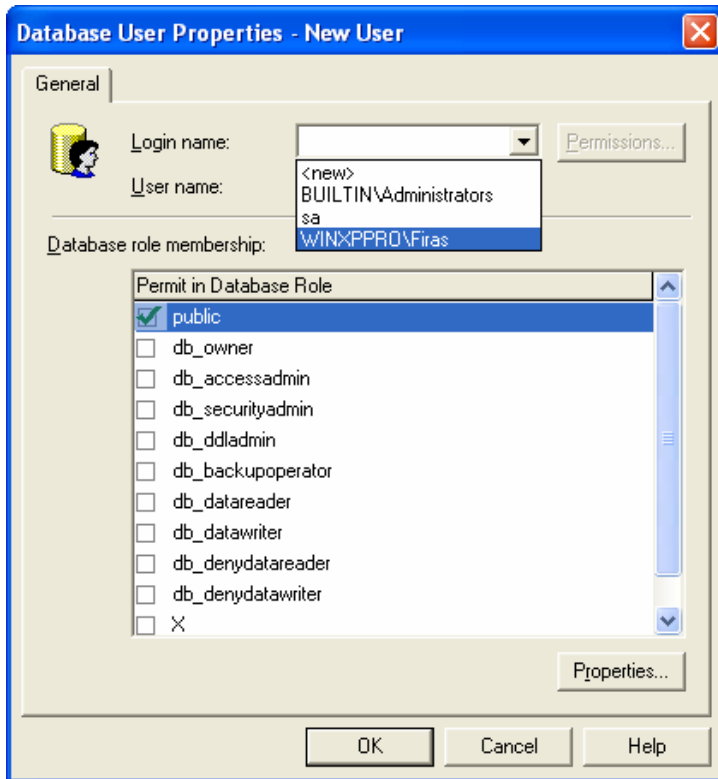 Database User Properties - New User
General
Login name:
Permissions...
<new>
BUILTIN\Administrators
sa
WINXPPRO\Firas
User name:
Database role membership:
Permit in Database Role
public
db_owner
db_accessadmin
db_securityadmin
db_ddladmin
db_backupoperator
db_datareader
db_datawriter
db_denydatareader
db_denydatawriter
X
Properties...
OK
Cancel
Help